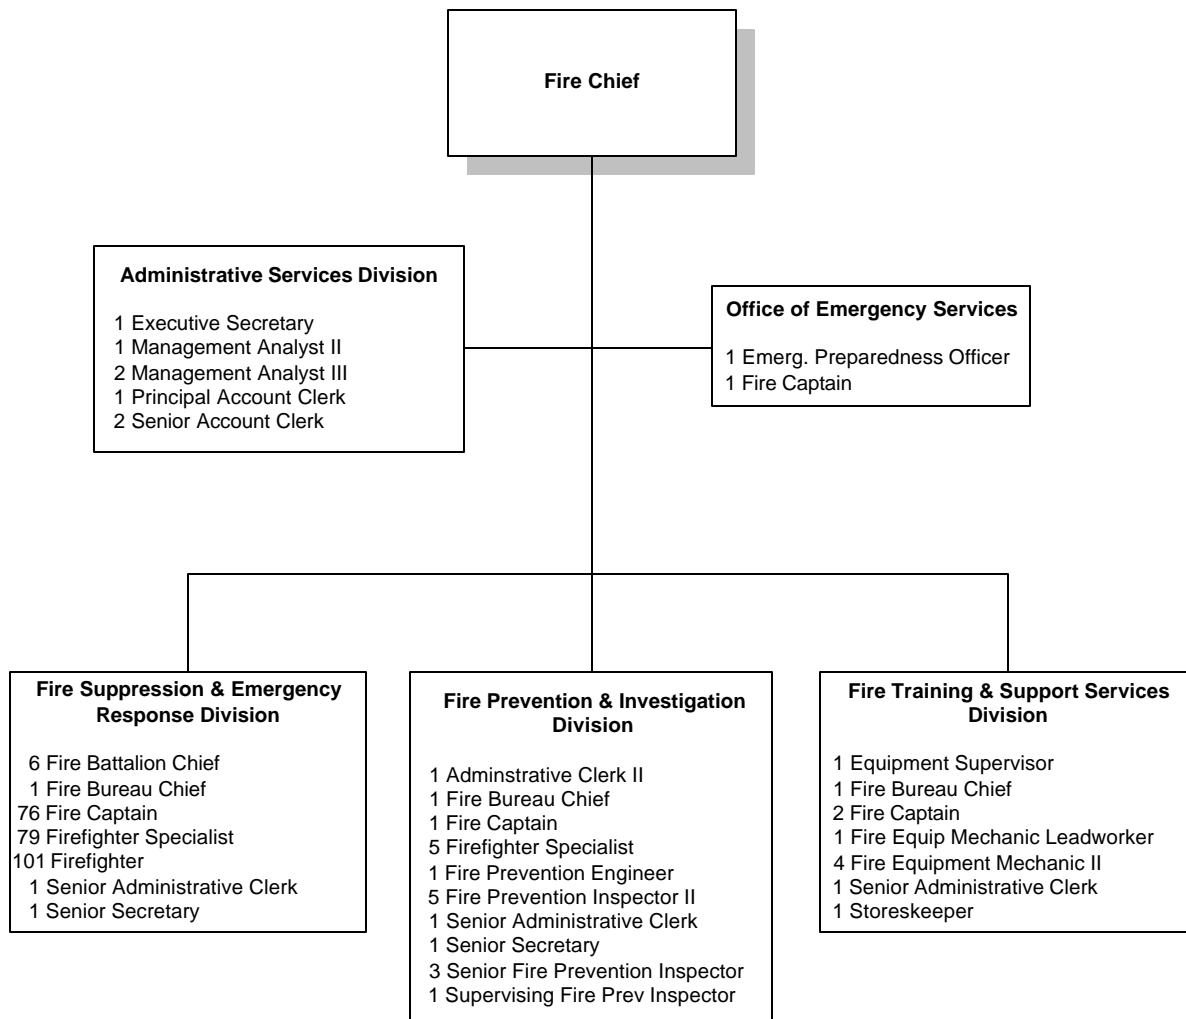 Fire Chief
Administrative Services Division
1 Executive Secretary
1 Management Analyst II
2 Management Analyst III
1 Principal Account Clerk
2 Senior Account Clerk
Office of Emergency Services
1 Emerg. Preparedness Officer
1 Fire Captain
Fire Suppression & Emergency
Response Division
6 Fire Battalion Chief
1 Fire Bureau Chief
76 Fire Captain
79 Firefighter Specialist
101 Firefighter
1 Senior Administrative Clerk
1 Senior Secretary
Fire Prevention & Investigation
Division
1 Adminstrative Clerk II
1 Fire Bureau Chief
1 Fire Captain
5 Firefighter Specialist
1 Fire Prevention Engineer
5 Fire Prevention Inspector II
1 Senior Administrative Clerk
1 Senior Secretary
3 Senior Fire Prevention Inspector
1 Supervising Fire Prev Inspector
Fire Training & Support Services
Division
1 Equipment Supervisor
1 Fire Bureau Chief
2 Fire Captain
1 Fire Equip Mechanic Leadworker
4 Fire Equipment Mechanic II
1 Senior Administrative Clerk
1 Storeskeeper